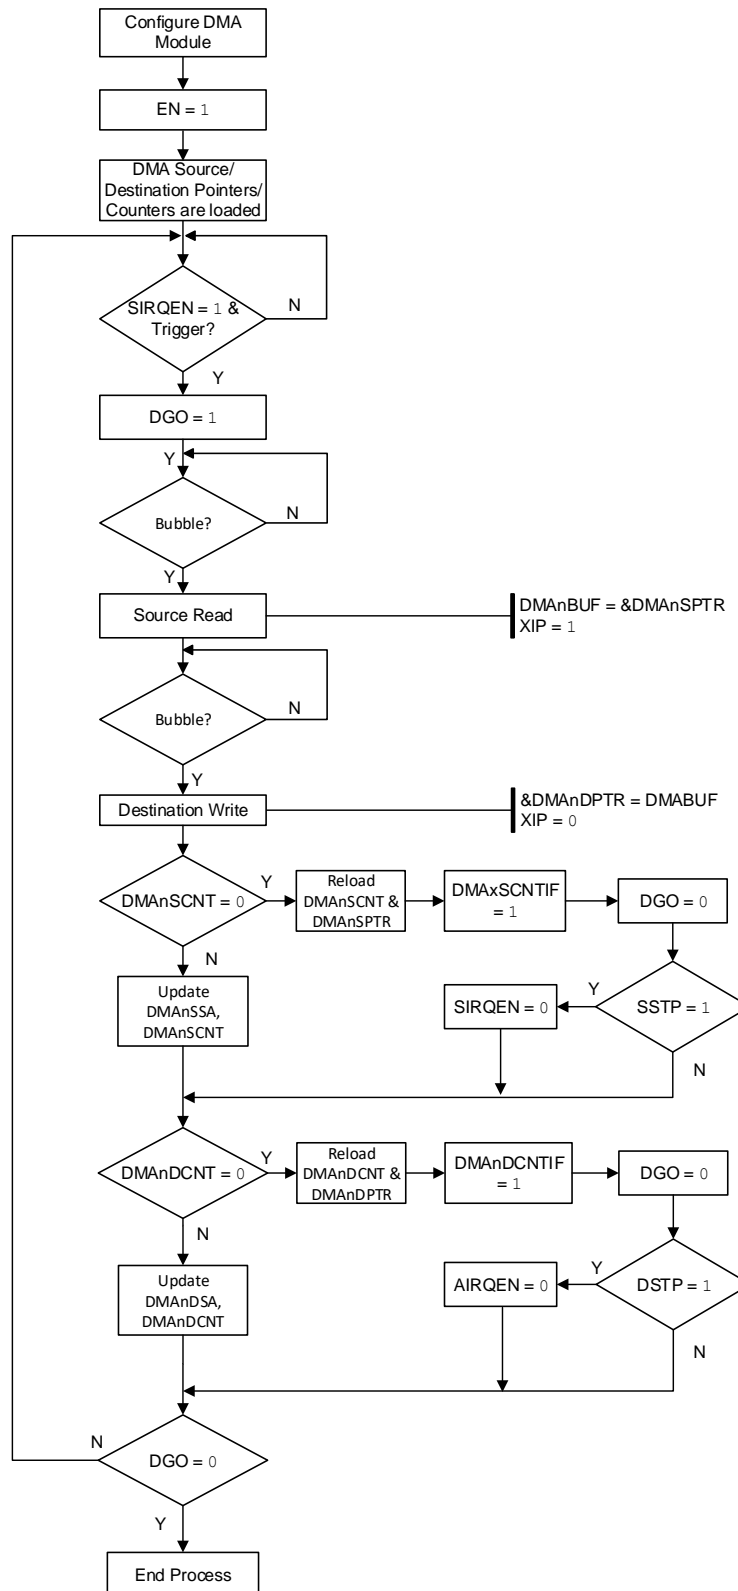 Configure DMA
Module
EN = 1
DMA Source/
Destination Pointers/
Counters are loaded
SIRQEN = 1 &
Trigger?
N
Y
DGO = 1
Y
Bubble?
N
Y
Source Read
DMAnBUF = &DMAnSPTR
XIP = 1
Bubble?
N
Y
Destination Write
&DMAnDPTR = DMABUF
XIP = 0
DMAnSCNT = 0
Y
Reload
DMAnSCNT &
DMAnSPTR
DMAxSCNTIF
= 1
DGO = 0
N
Update
DMAnSSA,
DMAnSCNT
SIRQEN = 0
Y
SSTP = 1
N
DMAnDCNT = 0
Y
Reload
DMAnDCNT &
DMAnDPTR
DMAnDCNTIF
= 1
DGO = 0
N
Update
DMAnDSA,
DMAnDCNT
AIRQEN = 0
Y
DSTP = 1
N
N
DGO = 0
Y
End Process